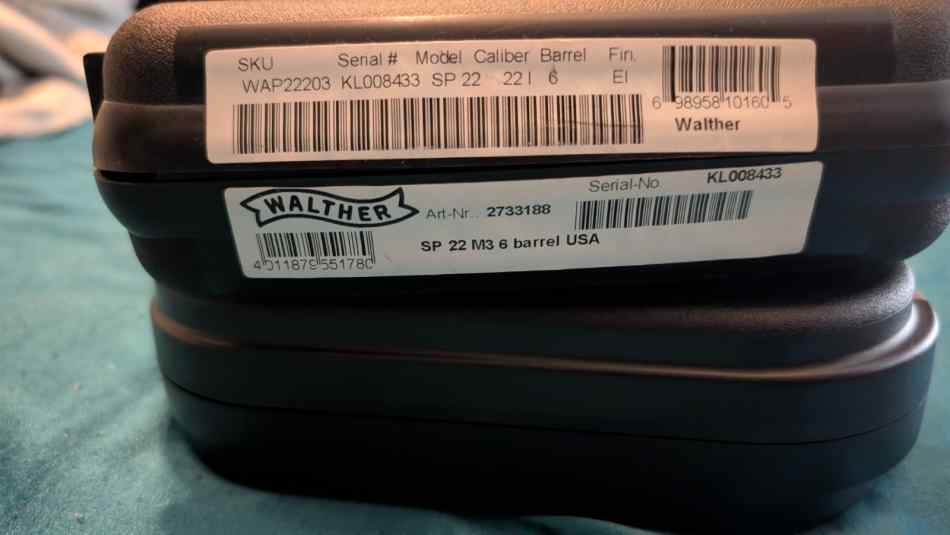 SKU Serial # Model Caliber Barrel Fin.
WAP22203 KL008433 SP 22 22 l 6 El
6 98958 10160 5
Walther
WALTHER Art-Nr.: 2733188 Serial-No KL008433
4 011879 551780
SP 22 M3 6 barrel USA